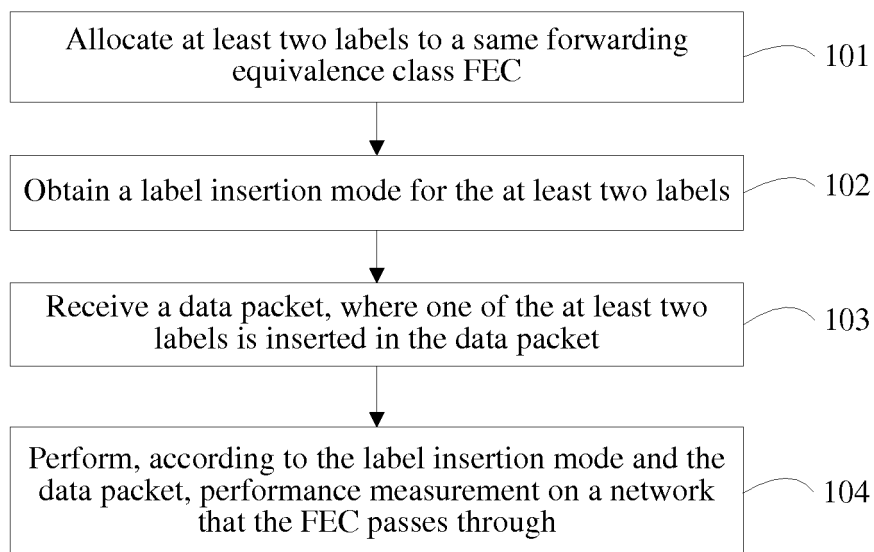 Allocate at least two labels to a same forwarding
equivalence class FEC
101
Obtain a label insertion mode for the at least two labels
102
Receive a data packet, where one of the at least two
labels is inserted in the data packet
103
Perform, according to the label insertion mode and the
data packet, performance measurement on a network
that the FEC passes through
104